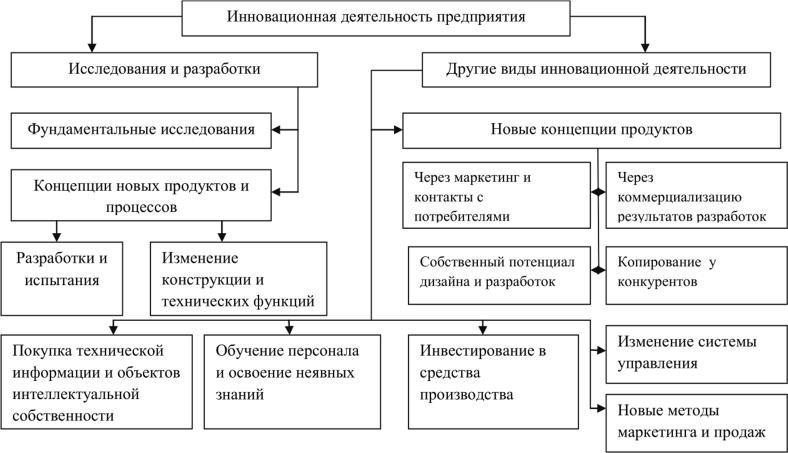 Инновационная деятельность предприятия
Исследования и разработки
Другие виды инновационной деятельности
Фундаментальные исследования
Новые концепции продуктов
Концепции новых продуктов и
процессов
Через маркетинг и
контакты с
потребителями
Через
коммерциализацию
результатов разработок
Разработки и
испытания
Изменение
конструкции и
технических функций
Собственный потенциал
дизайна и разработок
Копирование у
конкурентов
Покупка технической
информации и объектов
интеллектуальной
собственности
Обучение персонала
и освоение неявных
знаний
Инвестирование в
средства
производства
Изменение системы
управления
Новые методы
маркетинга и продаж